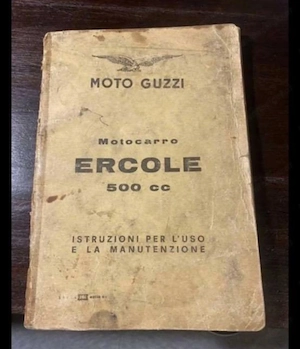 MOTO GUZZI
Motocarro
ERCOLE
500 cc
ISTRUZIONI PER L'USO
E LA MANUTENZIONE